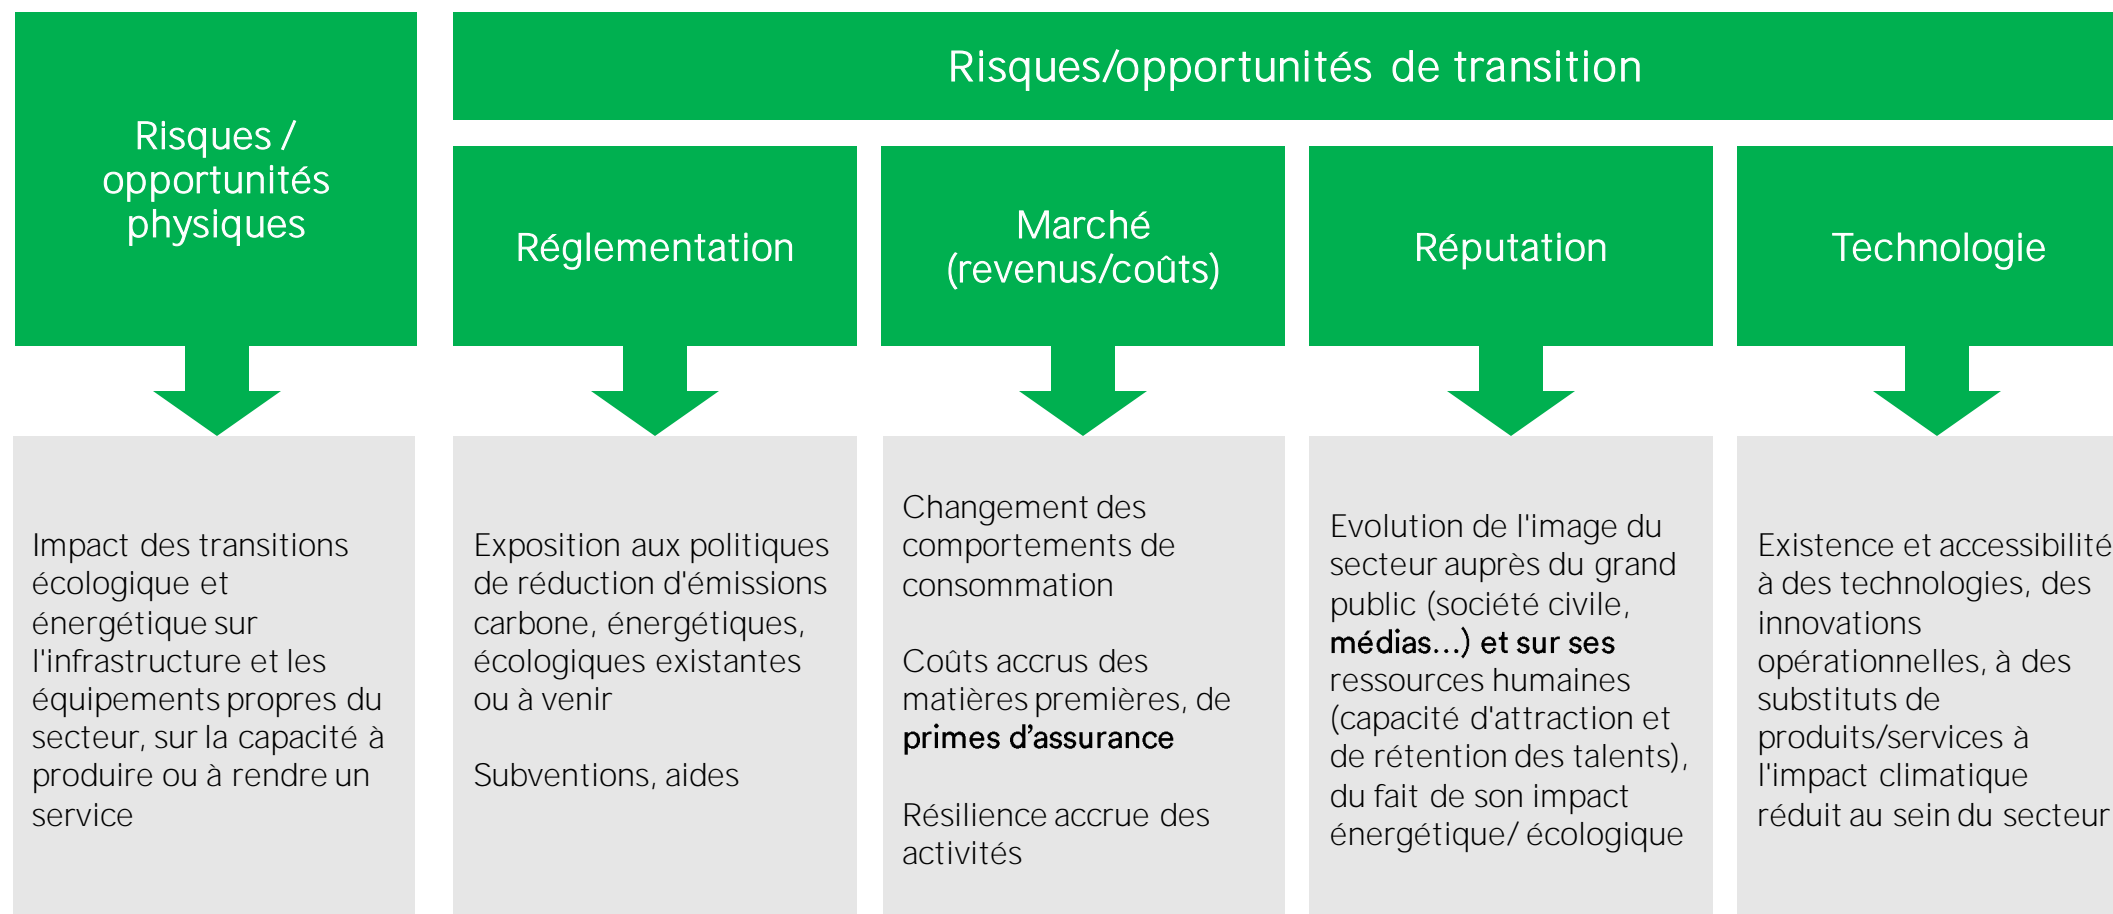 Risques /
opportunités
physiques
Risques/opportunités de transition
Réglementation
Marché
(revenus/coûts)
Réputation
Technologie
Impact des transitions
écologique et
énergétique sur
l'infrastructure et les
équipements propres du
secteur, sur la capacité à
produire ou à rendre un
service
Exposition aux politiques
de réduction d'émissions
carbone, énergétiques,
écologiques existantes
ou à venir
Subventions, aides
Changement des
comportements de
consommation
Coûts accrus des
matières premières, de
primes d’assurance
Résilience accrue des
activités
Evolution de l'image du
secteur auprès du grand
public (société civile,
médias…) et sur ses
ressources humaines
(capacité d'attraction et
de rétention des talents),
du fait de son impact
énergétique/ écologique
Existence et accessibilité
à des technologies, des
innovations
opérationnelles, à des
substituts de
produits/services à
l'impact climatique
réduit au sein du secteur